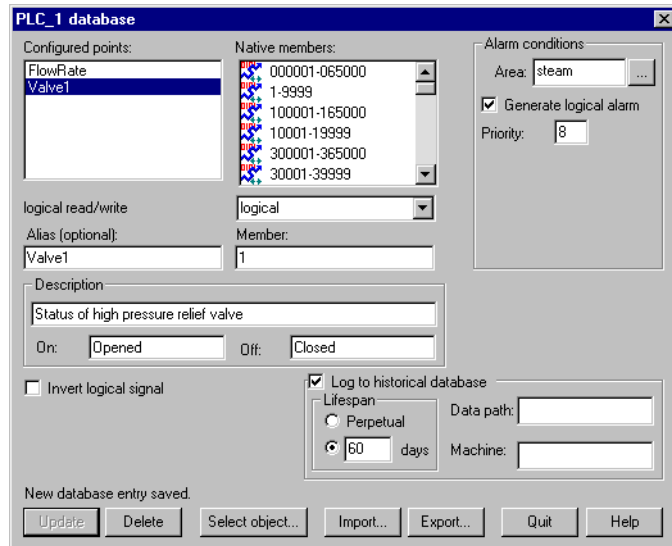 PLC_1 database
Configured points:
FlowRate
Valve1
Native members:
000001-065000
1-9999
100001-165000
10001-19999
300001-365000
30001-39999
Alarm conditions
Area: steam ...
Generate logical alarm
Priority: 8
logical read/write
logical
Alias (optional):
Valve1
Member:
1
Description
Status of high pressure relief valve
On: Opened Off: Closed
Invert logical signal
Log to historical database
Lifespan
Perpetual
60 days
Data path:
Machine:
New database entry saved.
Update Delete Select object... Import... Export... Quit Help